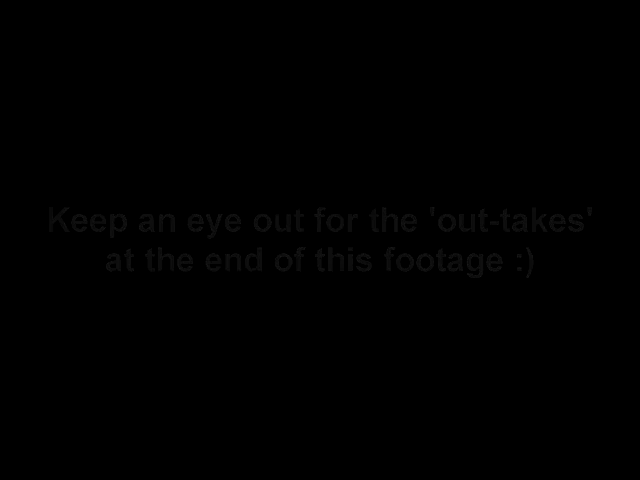 Keep an eye out for the 'out-takes'
at the end of this footage :)